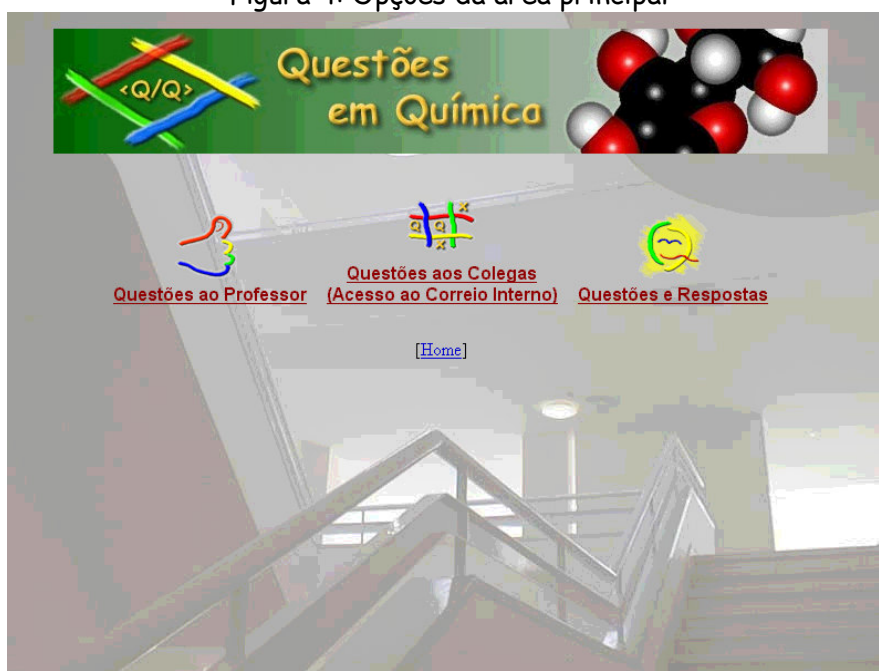 Figura 4: Opções da área principal
<Q/Q>
Questões
em Química
Questões ao Professor
Questões aos Colegas
(Acesso ao Correio Interno)
Questões e Respostas
[Home]